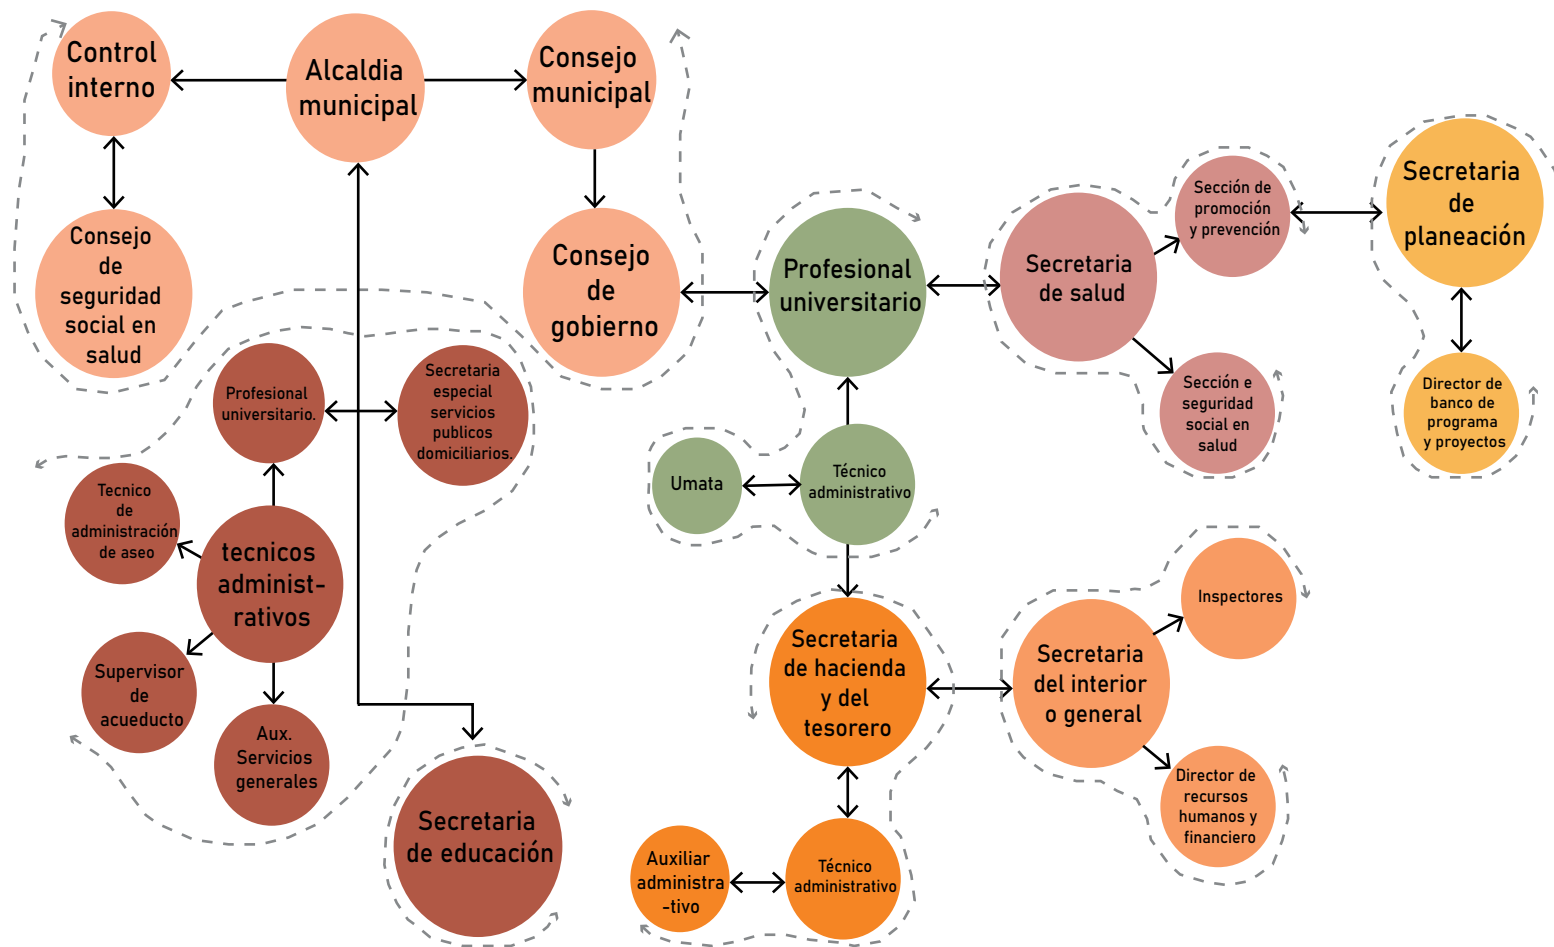 Control
interno
Alcaldia
municipal
Consejo
municipal
Consejo
de
seguridad
social en
salud
Consejo
de
gobierno
Profesional
universitario
Secretaria
de salud
Sección de
promoción
y prevención
Secretaria
de
planeación
Sección e
seguridad
social en
salud
Director de
banco de
programa
y proyectos
Umata
Técnico
administrativo
Profesional
universitario.
Secretaria
especial
servicios
publicos
domiciliarios.
Tecnico
de
administración
de aseo
tecnicos
administ-
rativos
Supervisor
de
acueducto
Aux.
Servicios
generales
Secretaria
de educación
Secretaria
de hacienda
y del
tesorero
Secretaria
del interior
o general
Inspectores
Director de
recursos
humanos y
financiero
Auxiliar
administra
-tivo
Técnico
administrativo